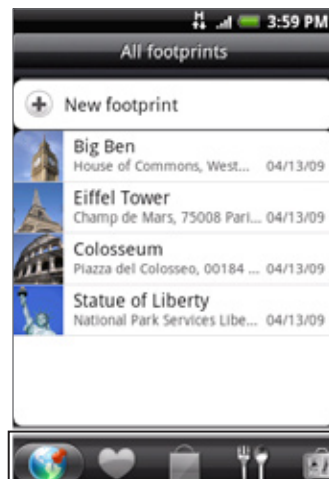 H 3:59 PM
All footprints
New footprint
Big Ben
House of Commons, West... 04/13/09
Eiffel Tower
Champ de Mars, 75008 Pari... 04/13/09
Colosseum
Piazza del Colosseo, 00184 ... 04/13/09
Statue of Liberty
National Park Services Libe... 04/13/09